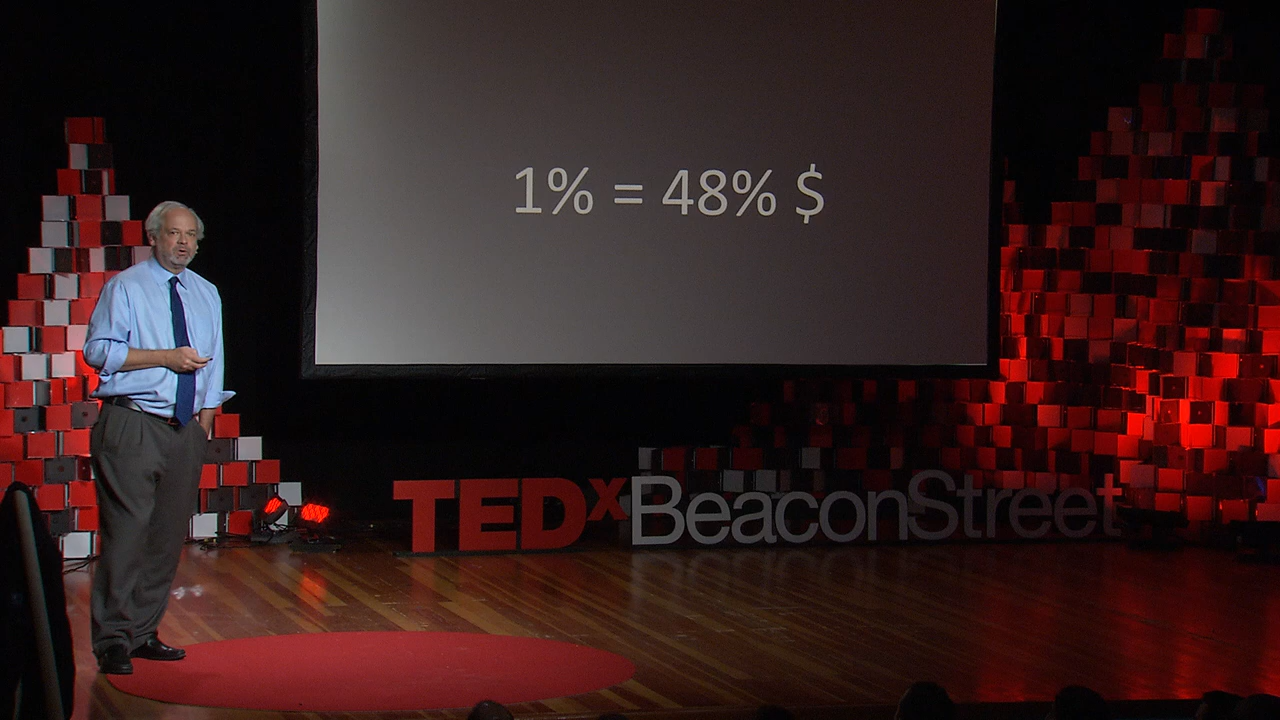 1% = 48% $
TEDxBeaconStreet